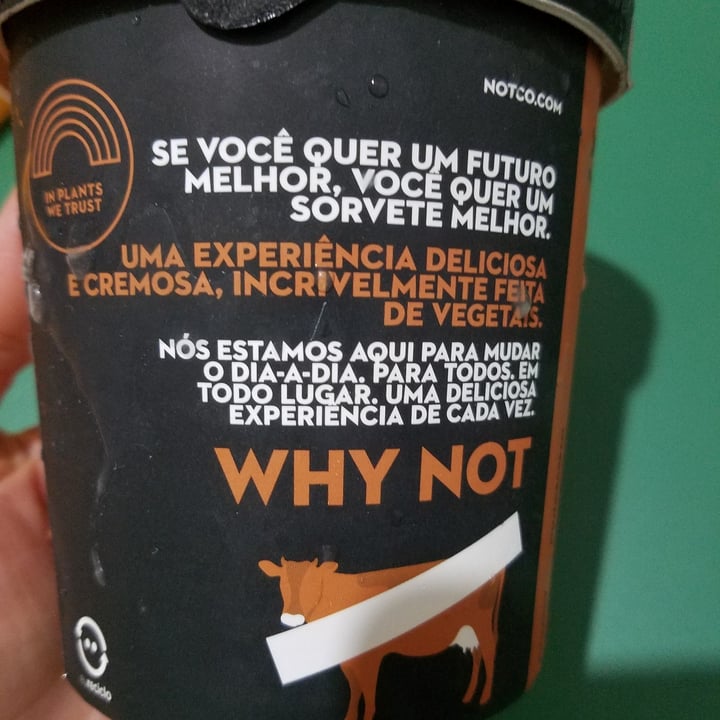 NOTCO.COM
IN PLANTS
WE TRUST
SE VOCÊ QUER UM FUTURO
MELHOR, VOCÊ QUER UM
SORVETE MELHOR.
UMA EXPERIÊNCIA DELICIOSA
E CREMOSA, INCRIVELMENTE FEITA
DE VEGETAIS.
NÓS ESTAMOS AQUI PARA MUDAR
O DIA-A-DIA. PARA TODOS. EM
TODO LUGAR. UMA DELICIOSA
EXPERIÊNCIA DE CADA VEZ.
WHY NOT